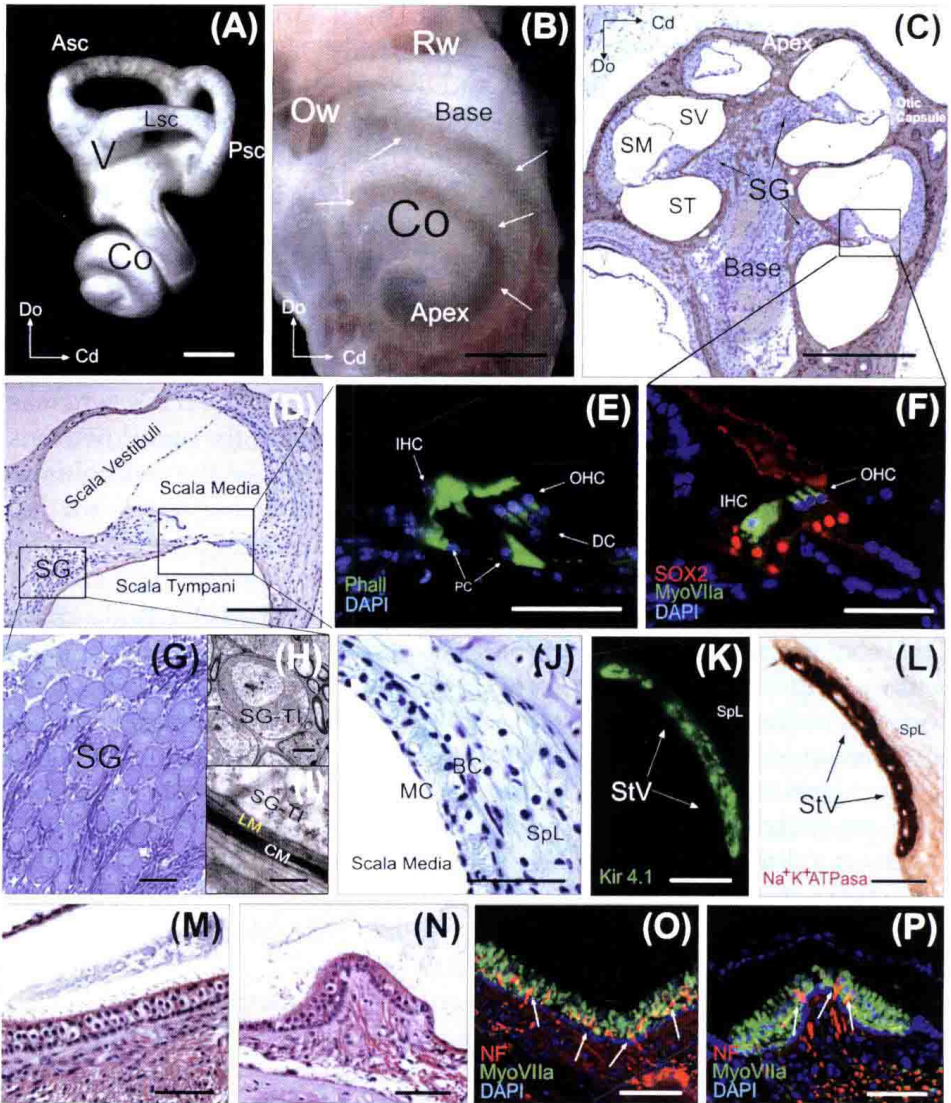 (A)
Asc
Lsc
V
Psc
Co
Do
Cd
(B)
Rw
Ow
Base
Co
Apex
Do
Cd
(C)
Cd
Do
Apex
Otic
Capsule
SV
SM
SG
ST
Base
(D)
Scala Vestibuli
Scala Media
SG
Scala Tympani
(E)
IHC
OHC
DC
PC
Phall
DAPI
(F)
OHC
IHC
SOX2
MyoVIIa
DAPI
(G)
SG
(H)
SG-TI
SG-TI
LM
CM
(J)
BC
MC
SpL
Scala Media
(K)
SpL
StV
Kir 4.1
(L)
SpL
StV
Na+K+ATPasa
(M)
(N)
(O)
NF
MyoVIIa
DAPI
(P)
NF
MyoVIIa
DAPI